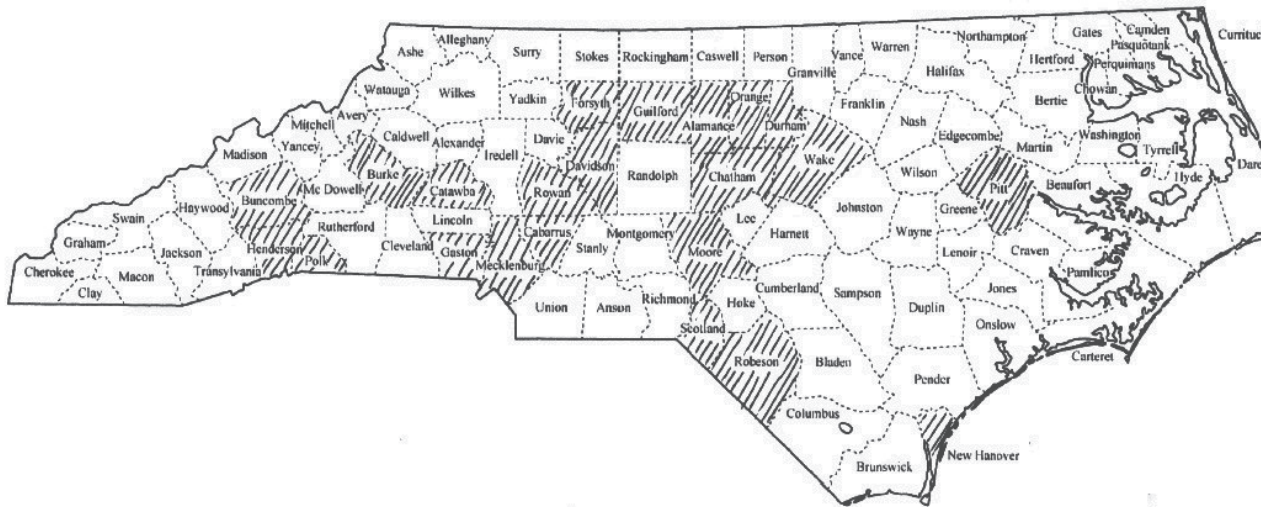 Ashe
Alleghany
Surry
Stokes
Rockingham
Caswell
Person
Granville
Vance
Warren
Northampton
Gates
Camden
Pasquotank
Currituck
Hertford
Perquimans
Chowan
Halifax
Bertie
Watauga
Wilkes
Yadkin
Forsyth
Guilford
Alamance
Orange
Durham
Franklin
Nash
Edgecombe
Martin
Washington
Tyrrell
Dare
Hyde
Mitchell
Avery
Caldwell
Alexander
Iredell
Davie
Davidson
Randolph
Chatham
Wake
Wilson
Pitt
Beaufort
Madison
Yancey
Burke
Catawba
Rowan
Johnston
Greene
Haywood
Buncombe
Mc Dowell
Lincoln
Cabarrus
Stanly
Montgomery
Lee
Harnett
Wayne
Lenoir
Craven
Pamlico
Swain
Graham
Jackson
Rutherford
Cleveland
Gaston
Mecklenburg
Moore
Henderson
Polk
Cherokee
Macon
Clay
Transylvania
Union
Anson
Richmond
Hoke
Cumberland
Sampson
Duplin
Jones
Onslow
Carteret
Scotland
Robeson
Bladen
Pender
Columbus
Brunswick
New Hanover